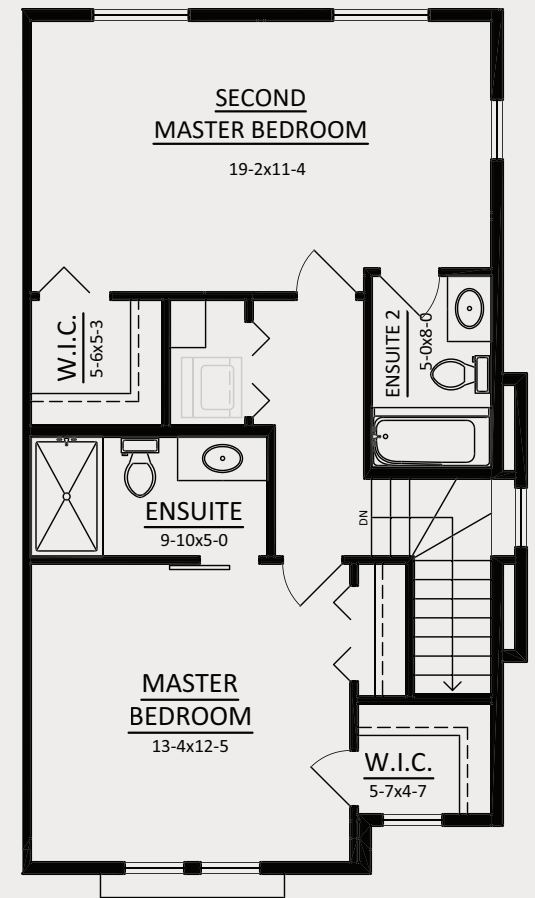 SECOND
MASTER BEDROOM
19-2x11-4
W.I.C.
5-6x5-3
ENSUITE 2
5-0x8-0
ENSUITE
9-10x5-0
DN
MASTER
BEDROOM
13-4x12-5
W.I.C.
5-7x4-7